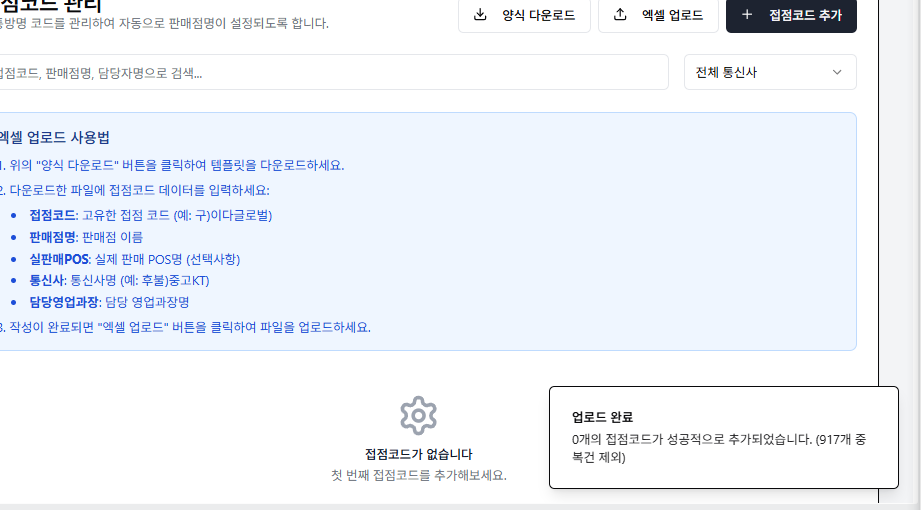 점코드 관리
통방명 코드를 관리하여 자동으로 판매점명이 설정되도록 합니다.
양식 다운로드
엑셀 업로드
+ 접점코드 추가
접점코드, 판매점명, 담당자명으로 검색...
전체 통신사
엑셀 업로드 사용법
1. 위의 "양식 다운로드" 버튼을 클릭하여 템플릿을 다운로드하세요.
2. 다운로드한 파일에 접점코드 데이터를 입력하세요:
• 접점코드: 고유한 접점 코드 (예: 구)이다글로벌)
• 판매점명: 판매점 이름
• 실판매POS: 실제 판매 POS명 (선택사항)
• 통신사: 통신사명 (예: 후불)중고KT)
• 담당영업과장: 담당 영업과장명
3. 작성이 완료되면 "엑셀 업로드" 버튼을 클릭하여 파일을 업로드하세요.
접점코드가 없습니다
첫 번째 접점코드를 추가해보세요.
업로드 완료
0개의 접점코드가 성공적으로 추가되었습니다. (917개 중
복건 제외)